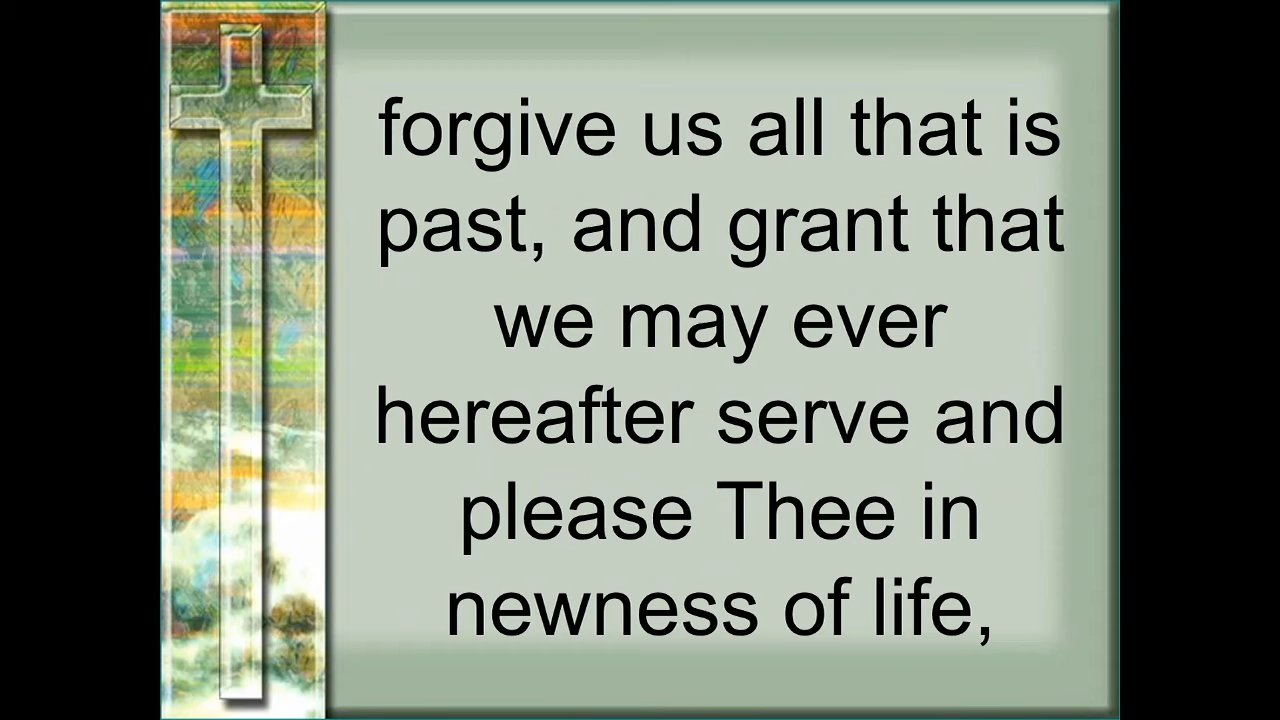 forgive us all that is
past, and grant that
we may ever
hereafter serve and
please Thee in
newness of life,